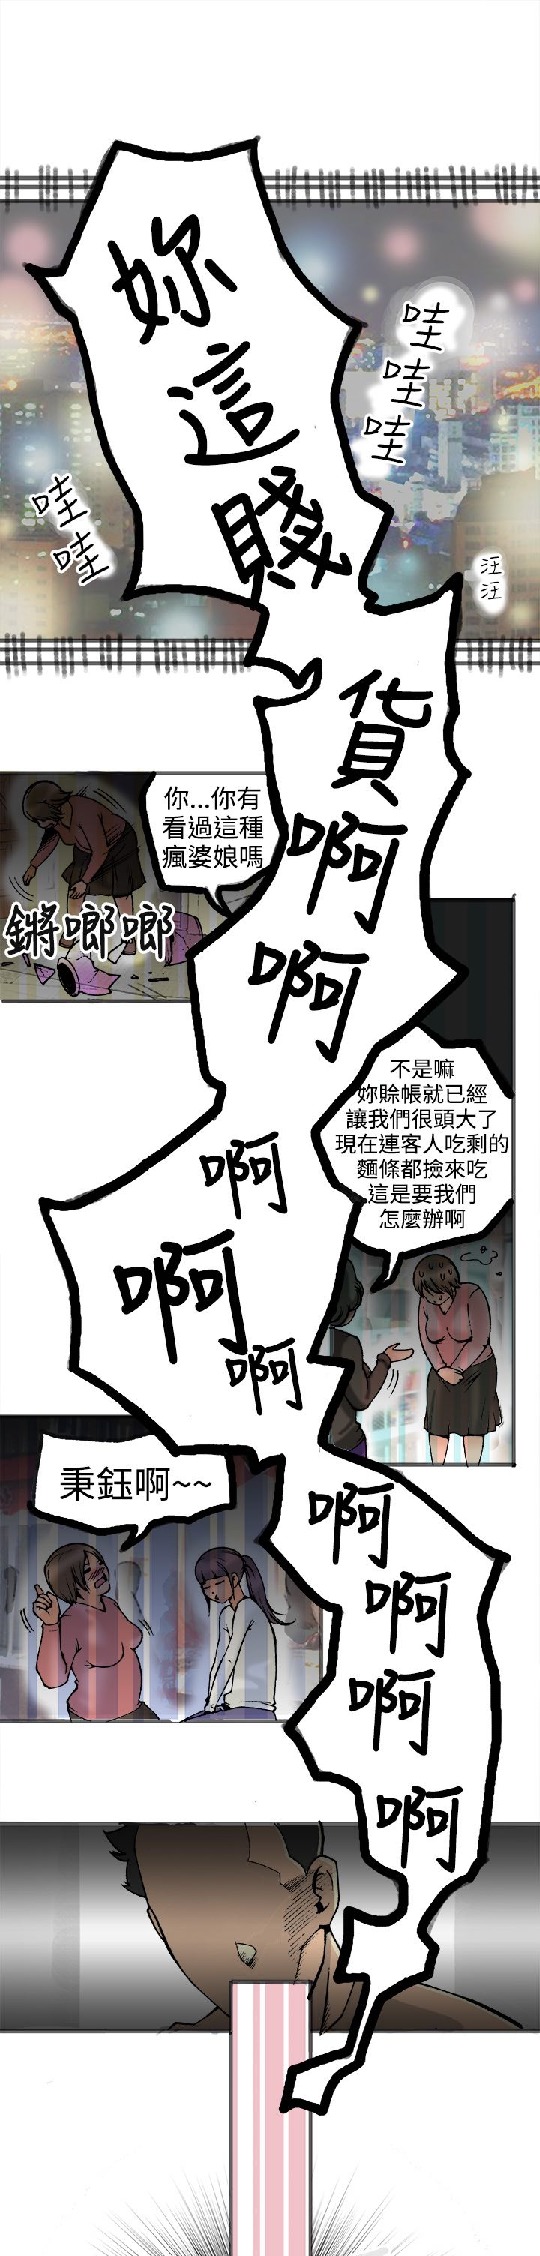 妳這賤貨啊啊啊啊啊啊啊啊啊
哇哇哇
哇哇
汪汪
你…你有
看過這種
瘋婆娘嗎
鏘啷啷
不是嘛
妳賒帳就已經
讓我們很頭大了
現在連客人吃剩的
麵條都撿來吃
這是要我們
怎麼辦啊
秉鈺啊~~